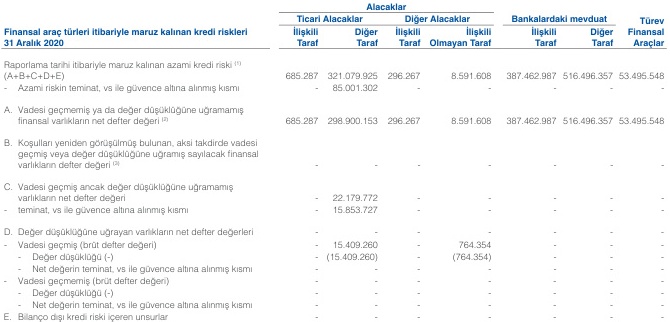 Alacaklar
Ticari Alacaklar Diğer Alacaklar Bankalardaki mevduat Türev
Finansal araç türleri itibariyle maruz kalınan kredi riskleri İlişkili Diğer İlişkili İlişkili İlişkili Diğer Finansal
31 Aralık 2020 Taraf Taraf Taraf Olmayan Taraf Taraf Taraf Araçlar
Raporlama tarihi itibariyle maruz kalınan azami kredi riski (1)
(A+B+C+D+E) 685.287 321.079.925 296.267 8.591.608 387.462.987 516.496.357 53.495.548
- Azami riskin teminat, vs ile güvence altına alınmış kısmı - 85.001.302 - - - - -
A. Vadesi geçmemiş ya da değer düşüklüğüne uğramamış
finansal varlıkların net defter değeri (2) 685.287 298.900.153 296.267 8.591.608 387.462.987 516.496.357 53.495.548
B. Koşulları yeniden görüşülmüş bulunan, aksi takdirde vadesi
geçmiş veya değer düşüklüğüne uğramış sayılacak finansal
varlıkların defter değeri (3) - - - - - - -
C. Vadesi geçmiş ancak değer düşüklüğüne uğramamış
varlıkların net defter değeri - 22.179.772 - - - - -
- teminat, vs ile güvence altına alınmış kısmı - 15.853.727 - - - - -
D. Değer düşüklüğüne uğrayan varlıkların net defter değerleri - - - - - - -
- Vadesi geçmiş (brüt defter değeri) - 15.409.260 - 764.354 - - -
- Değer düşüklüğü (-) - (15.409.260) - (764.354) - - -
- Net değerin teminat, vs ile güvence altına alınmış kısmı - - - - - - -
- Vadesi geçmemiş (brüt defter değeri) - - - - - - -
- Değer düşüklüğü (-) - - - - - - -
- Net değerin teminat, vs ile güvence altına alınmış kısmı - - - - - - -
E. Bilanço dışı kredi riski içeren unsurlar - - - - - - -